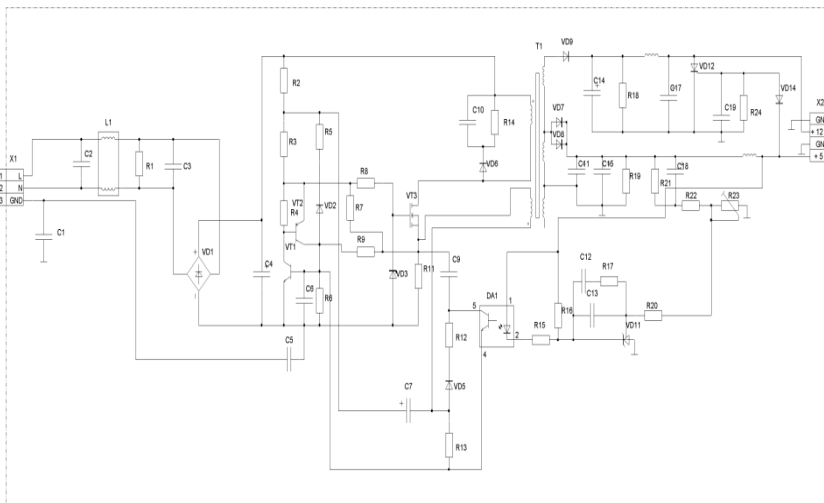 T1
VD9
R2
C14
R18
C17
VD12
VD14
C10
R14
C19
R24
X2
GN
+ 12
GN
+ 5
L1
R3
R5
VD7
VD8
X1
C2
R1
C3
VD6
1 L
2 N
3 GND
R8
VT3
C41
C16
R19
R21
C18
R22
R23
R4
VT2
VD2
R7
C1
VT1
R9
+
VD1
C4
C6
R6
VD3
R11
C9
C12
R17
DA1
5
1
R16
C13
R20
2
4
R15
VD11
C5
R12
VD5
+
C7
R13